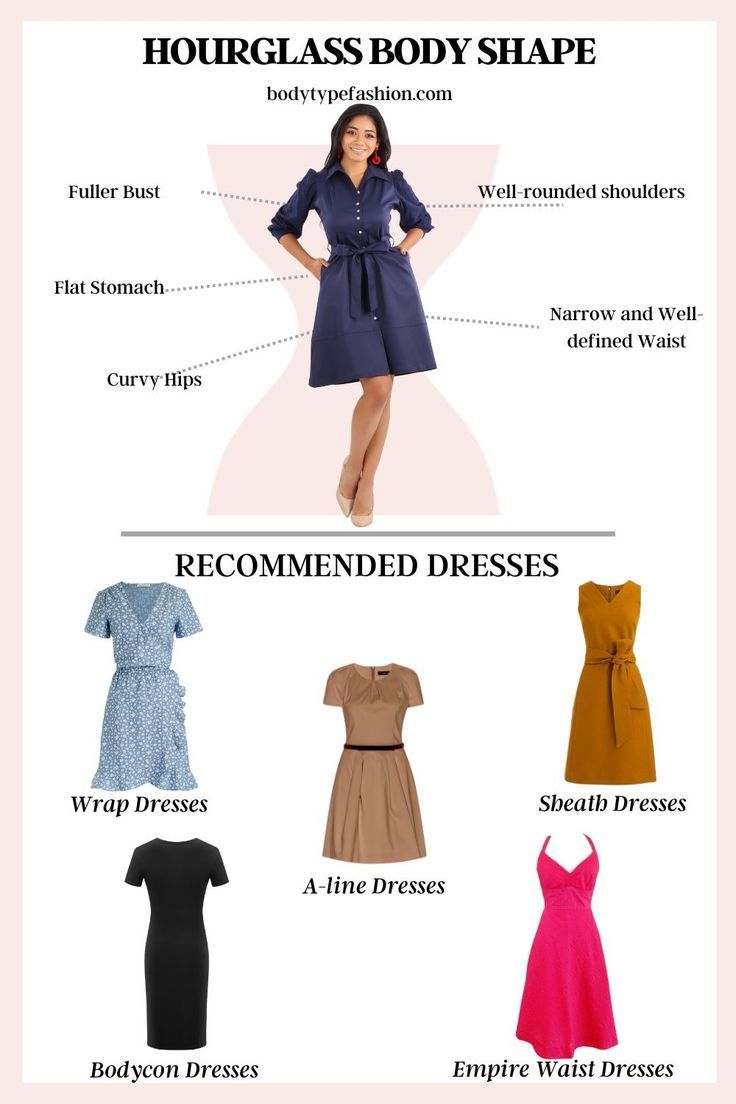 HOURGLASS BODY SHAPE
bodytypefashion.com
Fuller Bust
Well-rounded shoulders
Flat Stomach
Narrow and Well-
defined Waist
Curvy Hips
RECOMMENDED DRESSES
Wrap Dresses
Sheath Dresses
A-line Dresses
Bodycon Dresses
Empire Waist Dresses